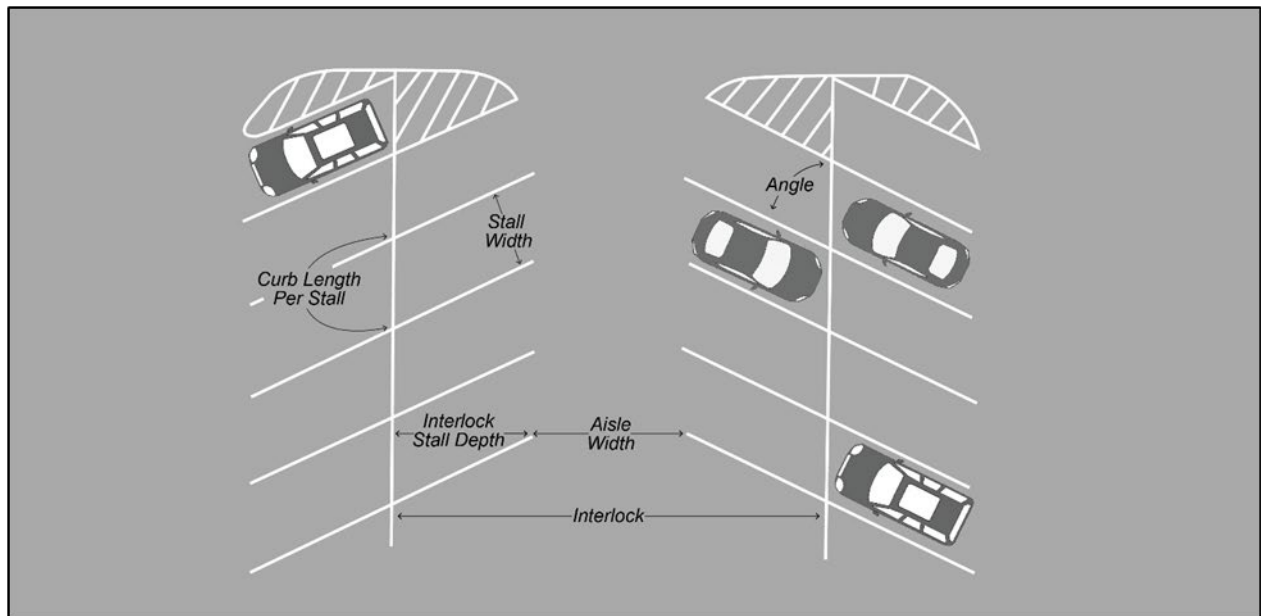 Angle
Stall
Width
Curb Length
Per Stall
Interlock
Stall Depth
Aisle
Width
Interlock